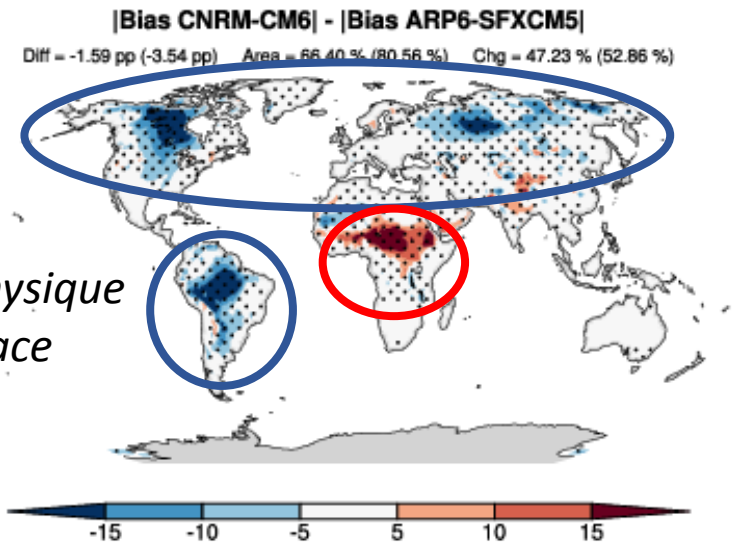 |Bias CNRM-CM6| - |Bias ARP6-SFXCM5|
Diff = -1.59 pp (-3.54 pp) Area = 66.40 % (80.56 %) Chg = 47.23 % (52.86 %)
ysique
ace
-15 -10 -5 5 10 15